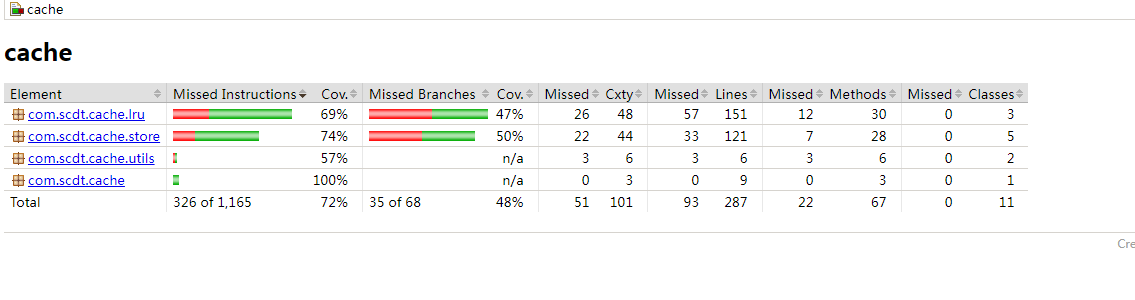 cache
cache
Element Missed Instructions Cov. Missed Branches Cov. Missed Cxty Missed Lines Missed Methods Missed Classes
com.scdt.cache.lru 69% 47% 26 48 57 151 12 30 0 3
com.scdt.cache.store 74% 50% 22 44 33 121 7 28 0 5
com.scdt.cache.utils 57% n/a 3 6 3 6 3 6 0 2
com.scdt.cache 100% n/a 0 3 0 9 0 3 0 1
Total 326 of 1,165 72% 35 of 68 48% 51 101 93 287 22 67 0 11
Cre